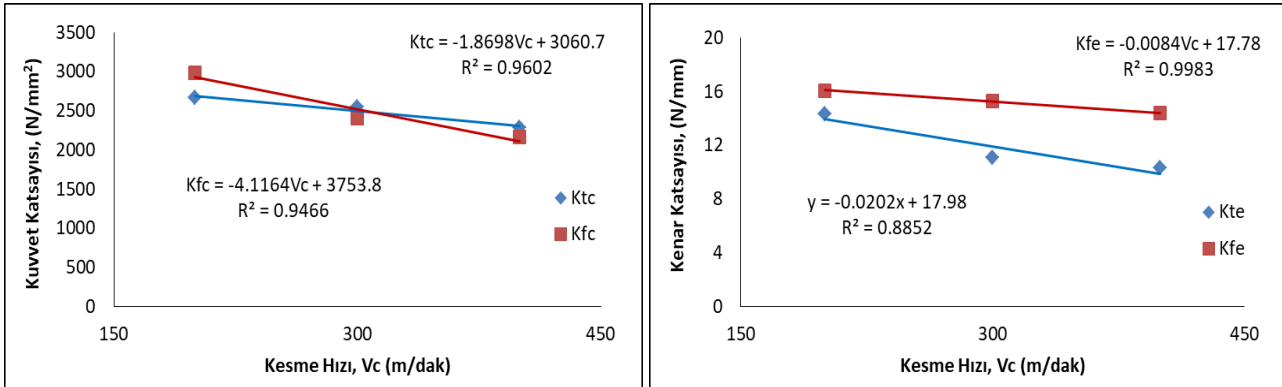 Kuvvet Katsayısı, (N/mm²)
3500
3000
2500
2000
1500
1000
500
0
Ktc = -1.8698Vc + 3060.7
R² = 0.9602
Kfc = -4.1164Vc + 3753.8
R² = 0.9466
Ktc
Kfc
150
300
450
Kesme Hızı, Vc (m/dak)
Kenar Katsayısı, (N/mm)
20
16
12
8
4
0
Kfe = -0.0084Vc + 17.78
R² = 0.9983
y = -0.0202x + 17.98
R² = 0.8852
Kte
Kfe
150
300
450
Kesme Hızı, Vc (m/dak)